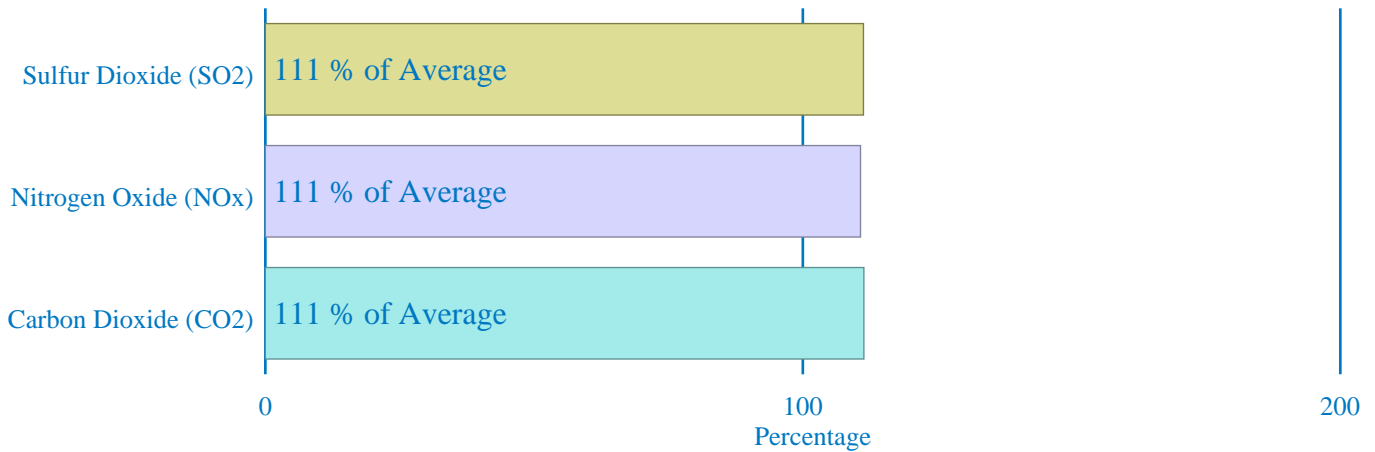 Sulfur Dioxide (SO2) 111 % of Average
Nitrogen Oxide (NOx) 111 % of Average
Carbon Dioxide (CO2) 111 % of Average
0 100 200
Percentage